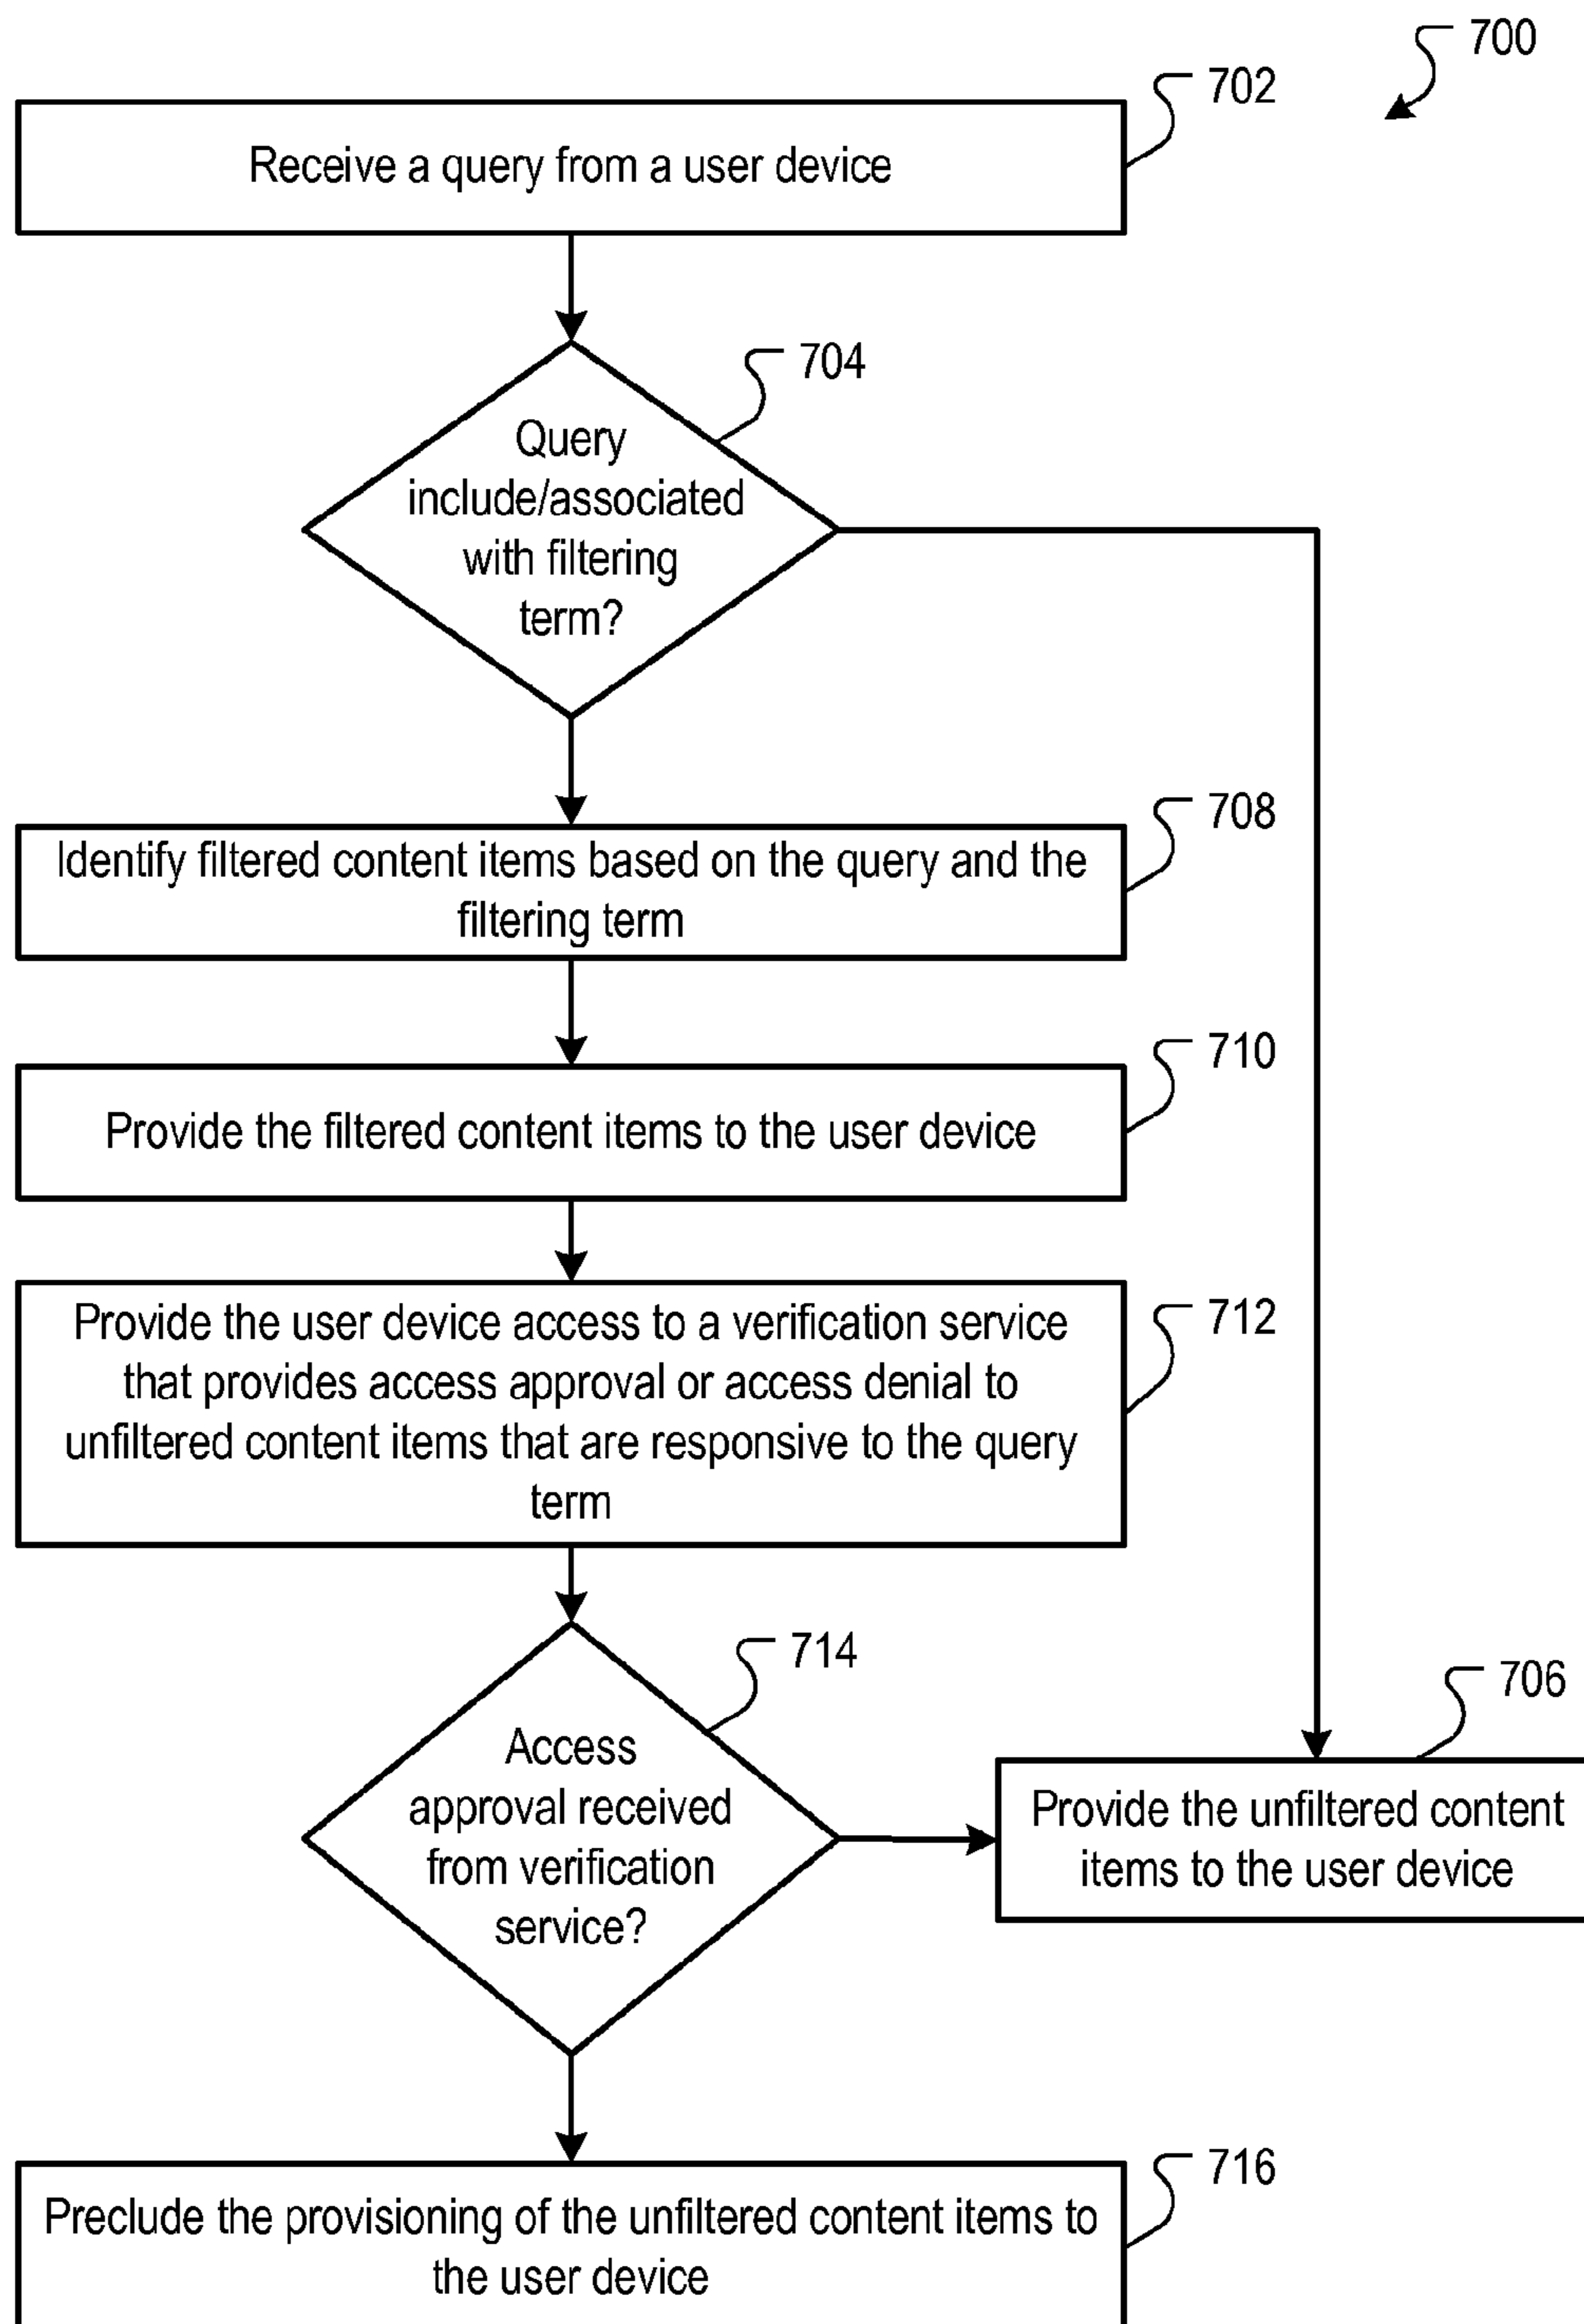 700
702
Receive a query from a user device
704
Query
include/associated
with filtering
term?
708
Identify filtered content items based on the query and the
filtering term
710
Provide the filtered content items to the user device
712
Provide the user device access to a verification service
that provides access approval or access denial to
unfiltered content items that are responsive to the query
term
714
Access
approval received
from verification
service?
706
Provide the unfiltered content
items to the user device
716
Preclude the provisioning of the unfiltered content items to
the user device